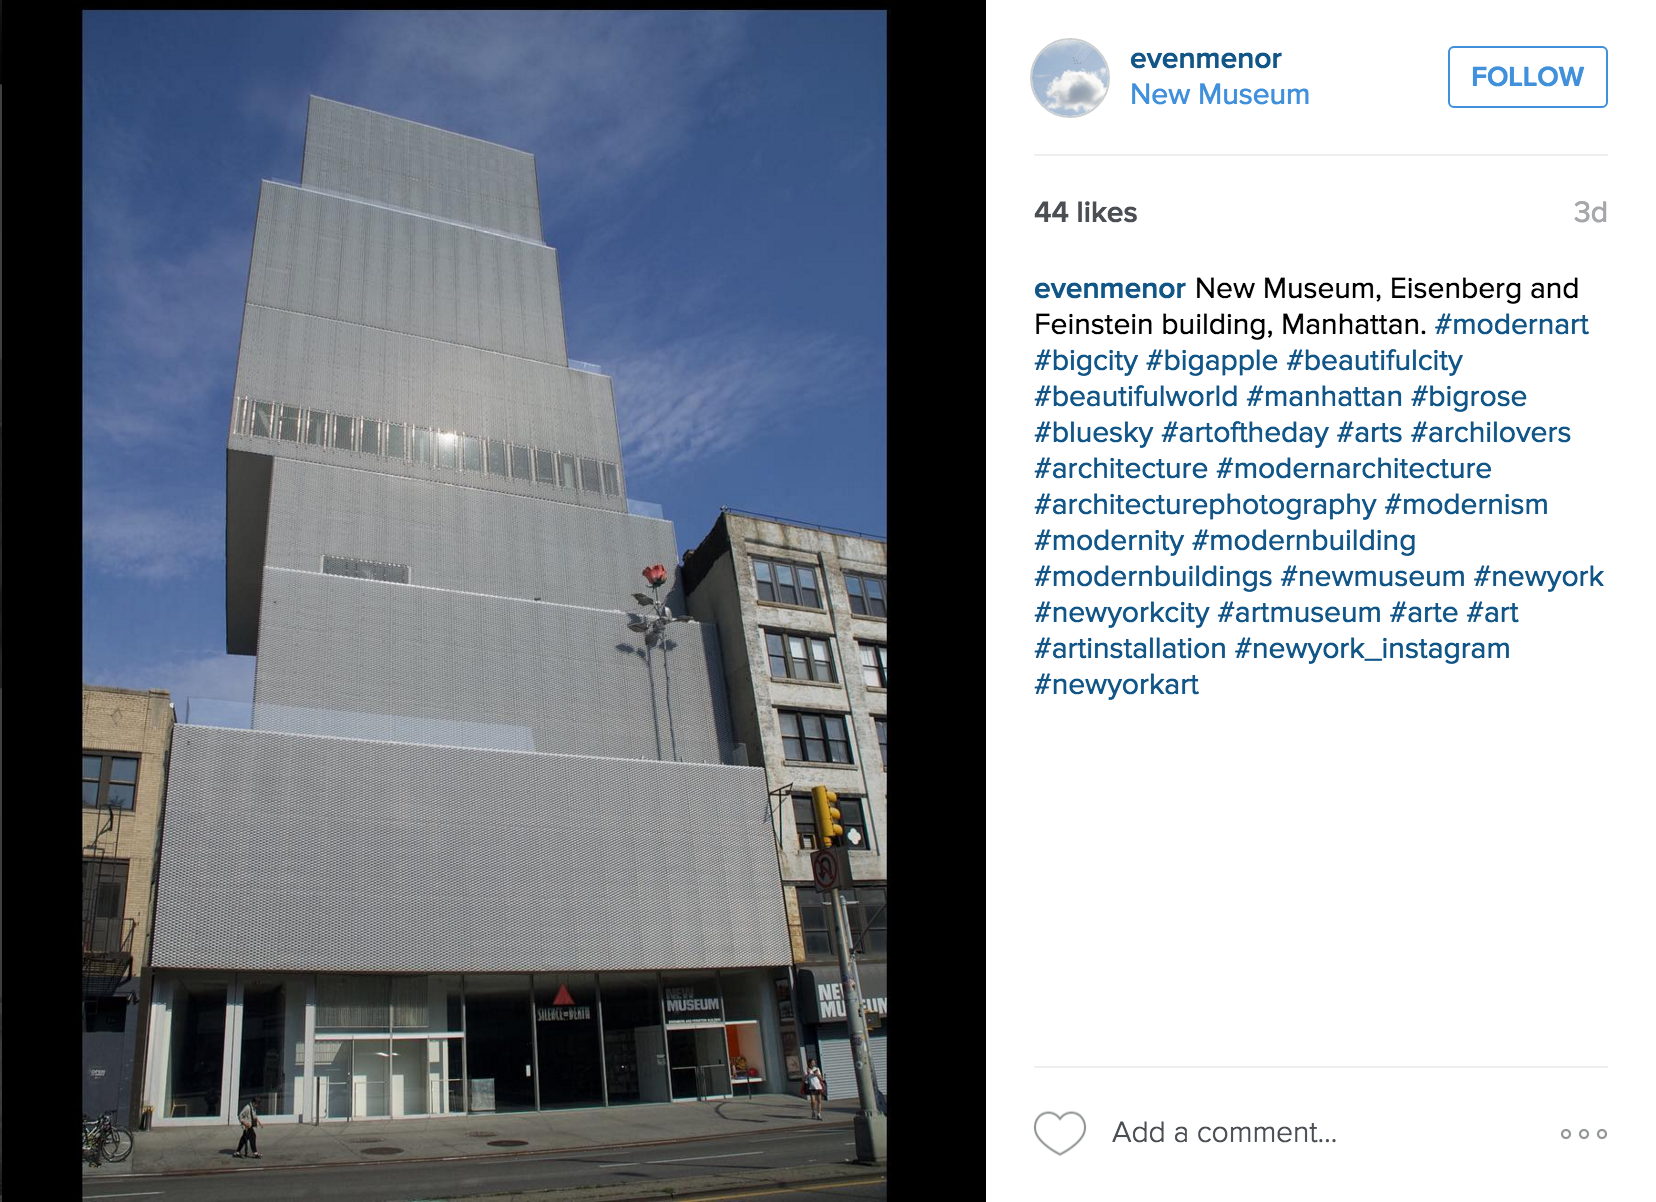 evenmenor
New Museum
FOLLOW
44 likes
3d
evenmenor New Museum, Eisenberg and
Feinstein building, Manhattan. #modernart
#bigcity #bigapple #beautifulcity
#beautifulworld #manhattan #bigrose
#bluesky #artoftheday #arts #archilovers
#architecture #modernarchitecture
#architecturephotography #modernism
#modernity #modernbuilding
#modernbuildings #newmuseum #newyork
#newyorkcity #artmuseum #arte #art
#artinstallation #newyork_instagram
#newyorkart
Add a comment...
SILENCE=DEATH
NEW
MUSEUM
NEW
MUSEUM